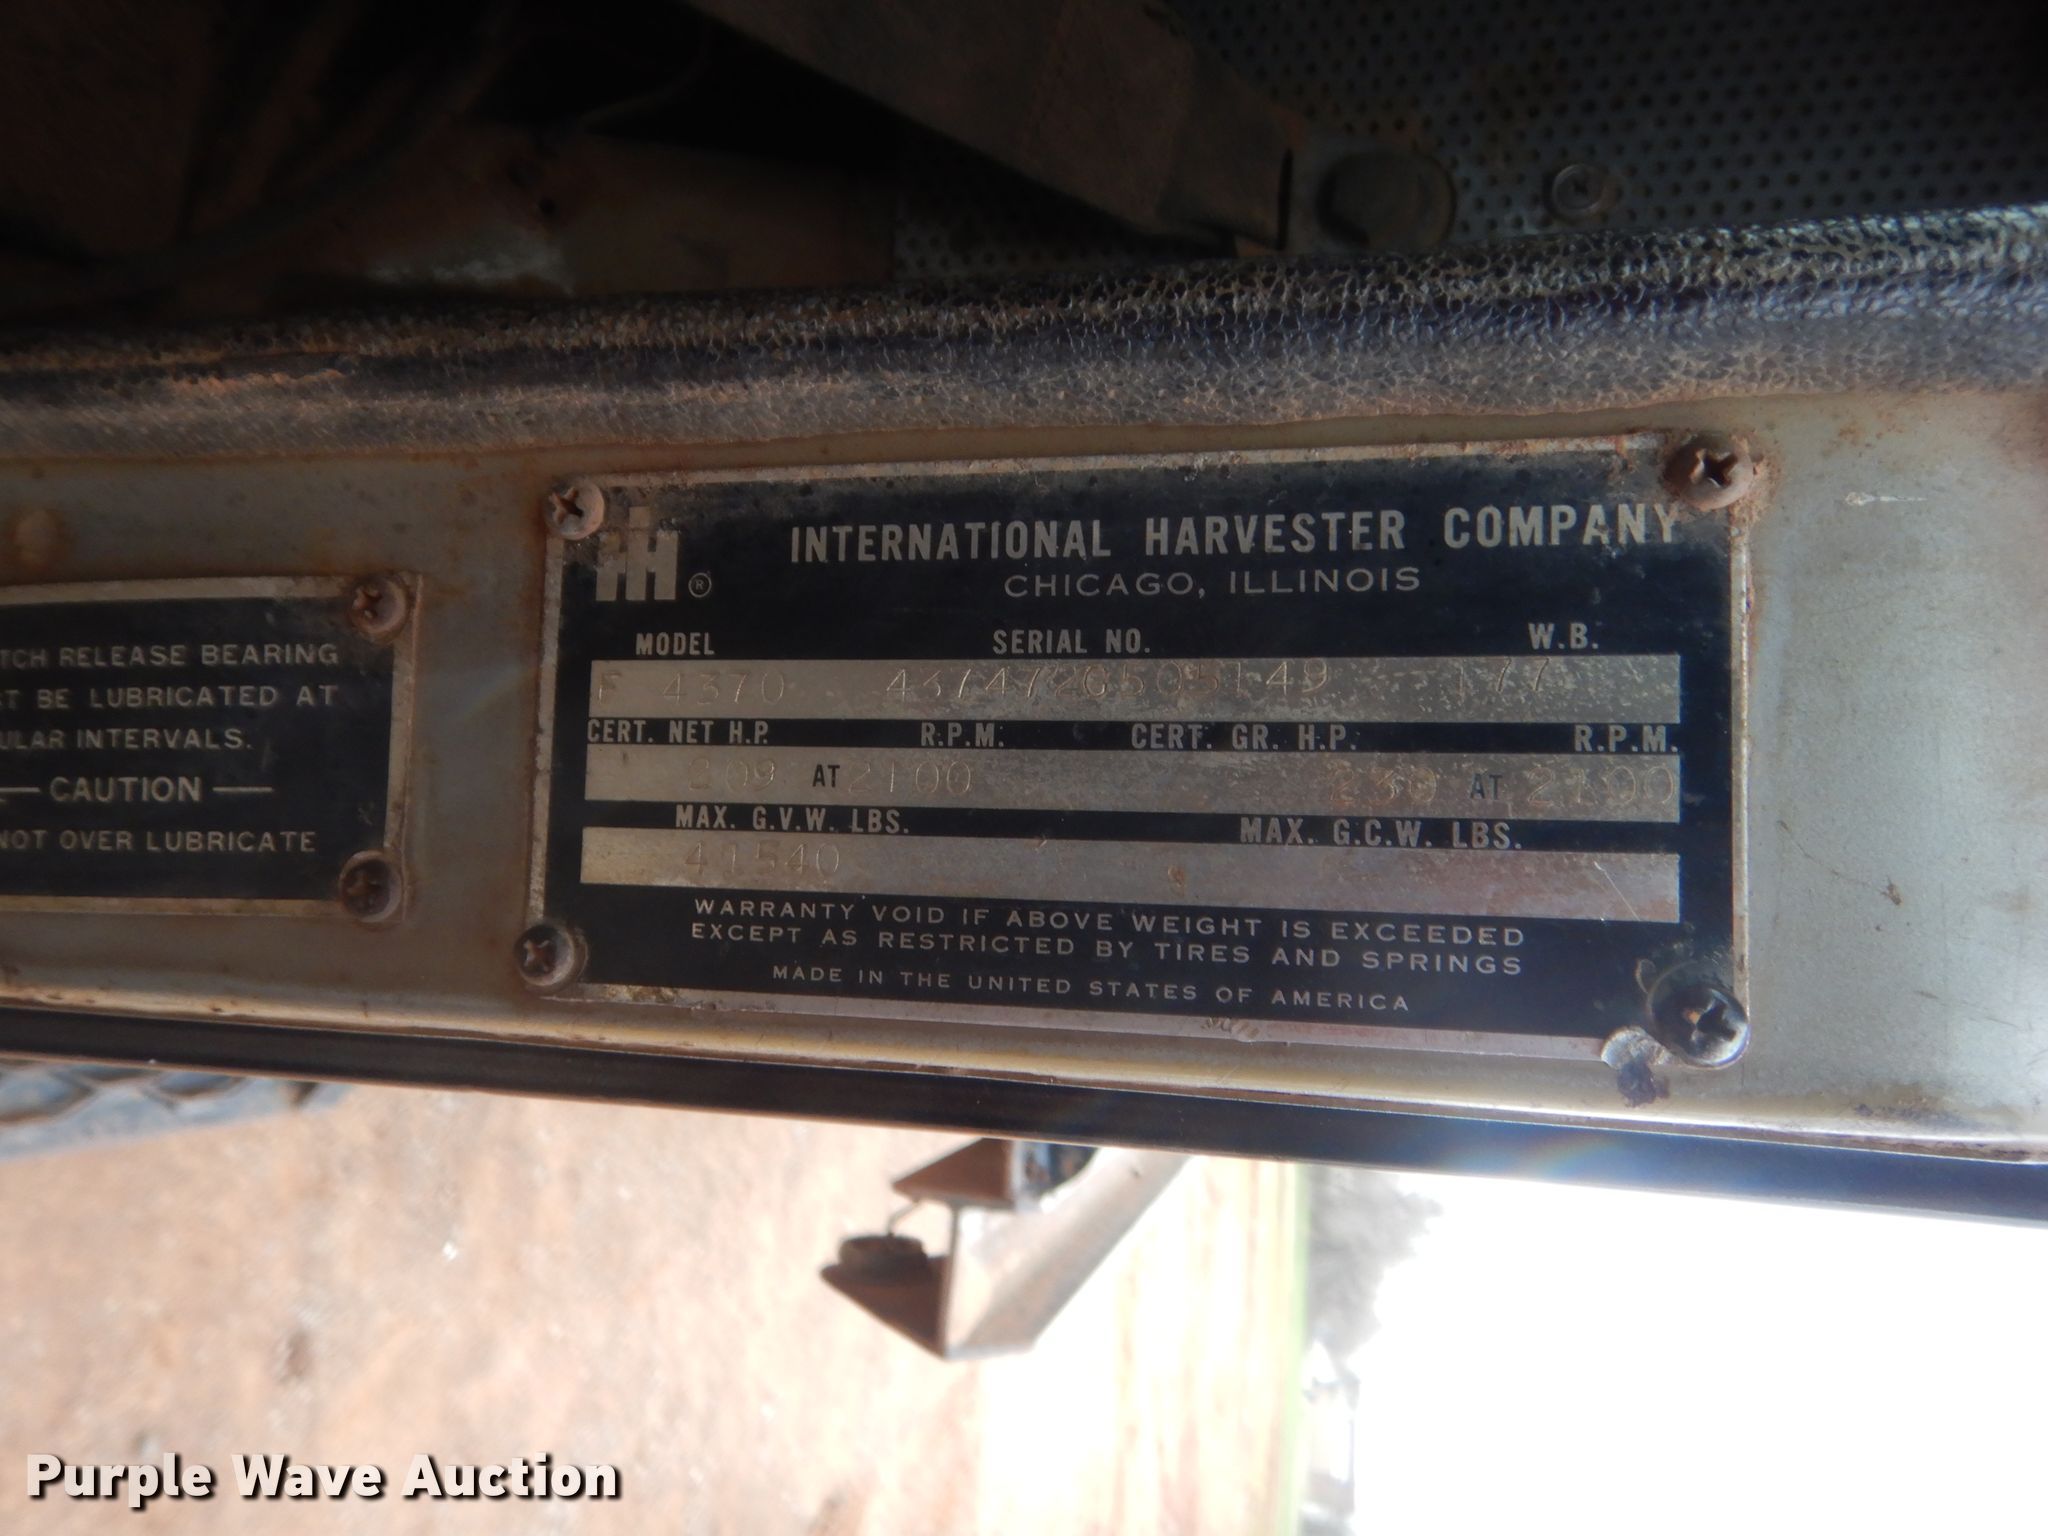 INTERNATIONAL HARVESTER COMPANY
CHICAGO, ILLINOIS
IH ®
MODEL SERIAL NO. W.B.
F 4370 437472G505149 177
CERT. NET H.P. R.P.M. CERT. GR. H.P. R.P.M.
209 AT 2100 230 AT 2100
MAX. G.V.W. LBS. MAX. G.C.W. LBS.
41540
WARRANTY VOID IF ABOVE WEIGHT IS EXCEEDED
EXCEPT AS RESTRICTED BY TIRES AND SPRINGS
MADE IN THE UNITED STATES OF AMERICA
TCH RELEASE BEARING
ST BE LUBRICATED AT
ULAR INTERVALS.
— CAUTION —
NOT OVER LUBRICATE
Purple Wave Auction